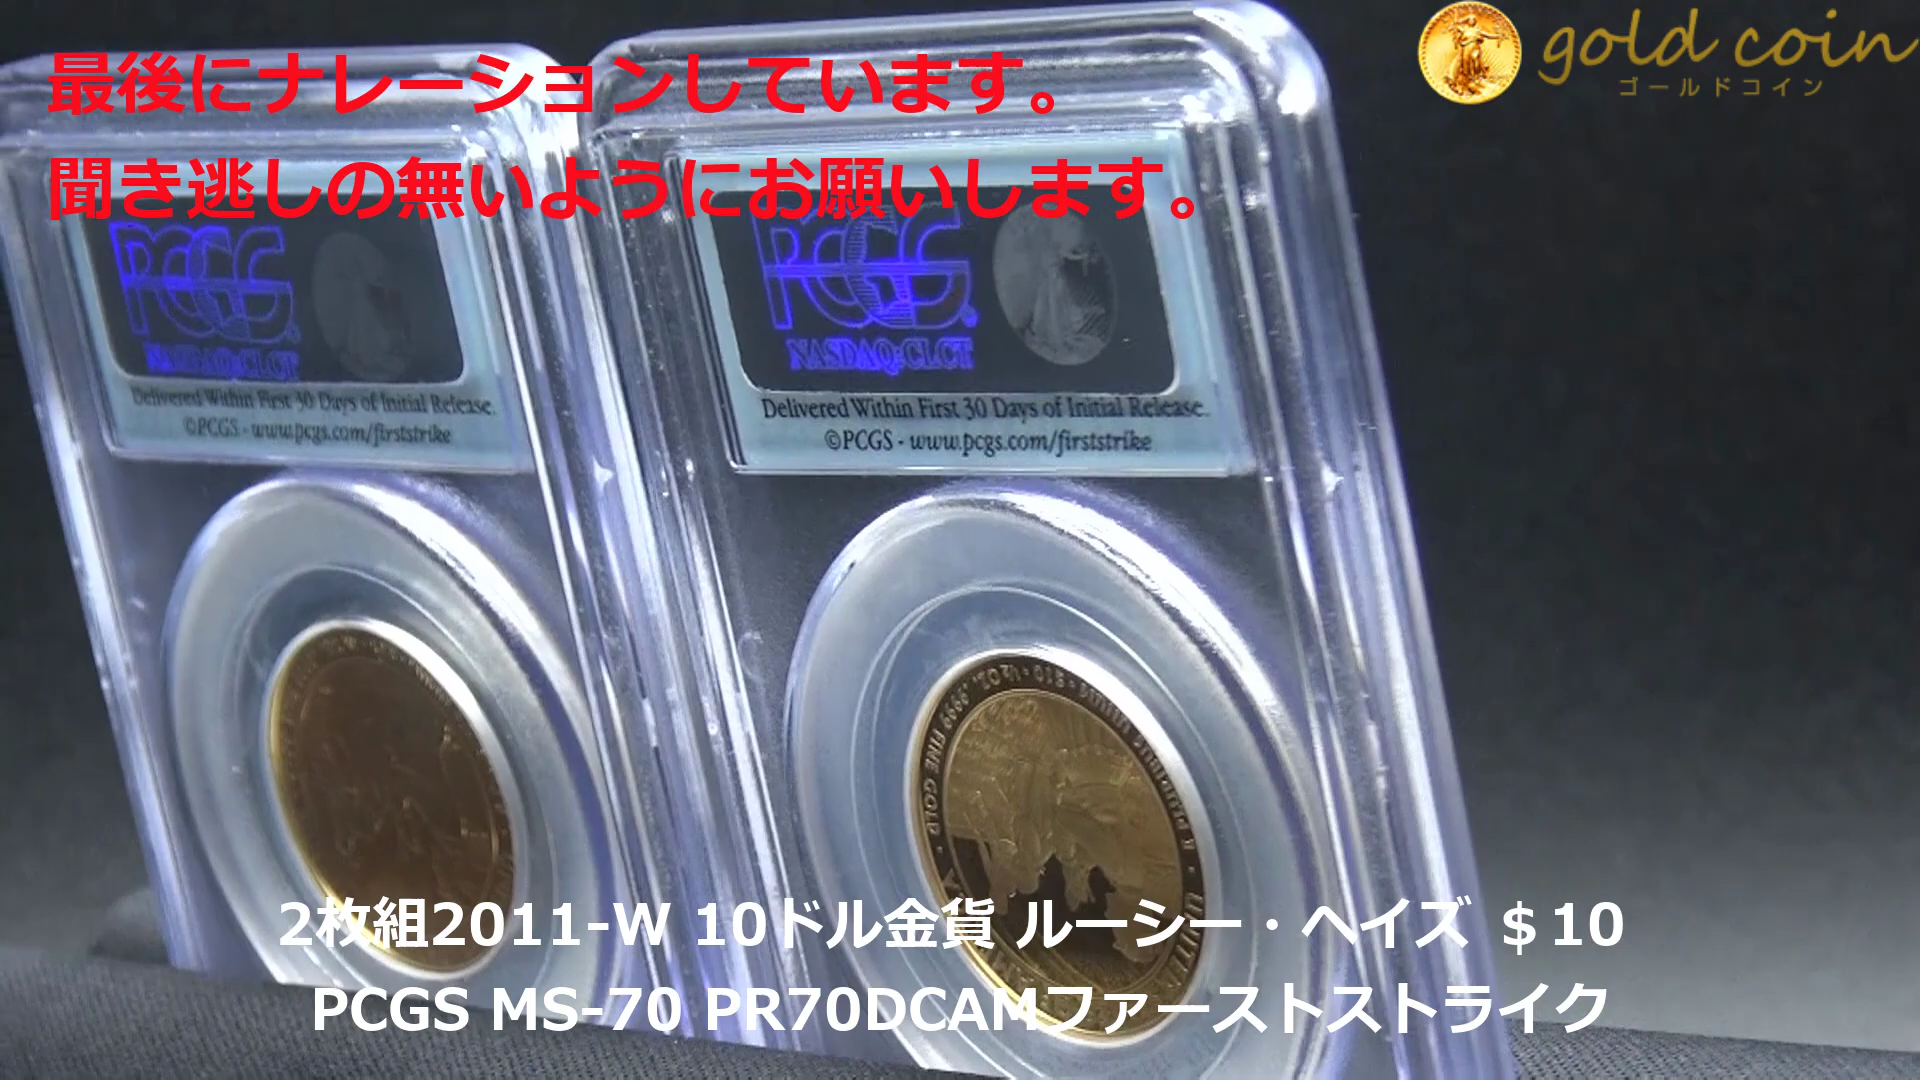 最後にナレーションしています。
聞き逃しの無いようにお願いします。
gold coin
ゴールドコイン
PCGS
NASDAQ:CLCT
Delivered Within First 30 Days of Initial Release.
©PCGS - www.pcgs.com/firststrike
PCGS
NASDAQ:CLCT
Delivered Within First 30 Days of Initial Release.
©PCGS - www.pcgs.com/firststrike
$10 · 1/2 OZ. .9999 FINE GOLD
2枚組2011-W 10ドル金貨 ルーシー・ヘイズ ＄10
PCGS MS-70 PR70DCAMファーストストライク